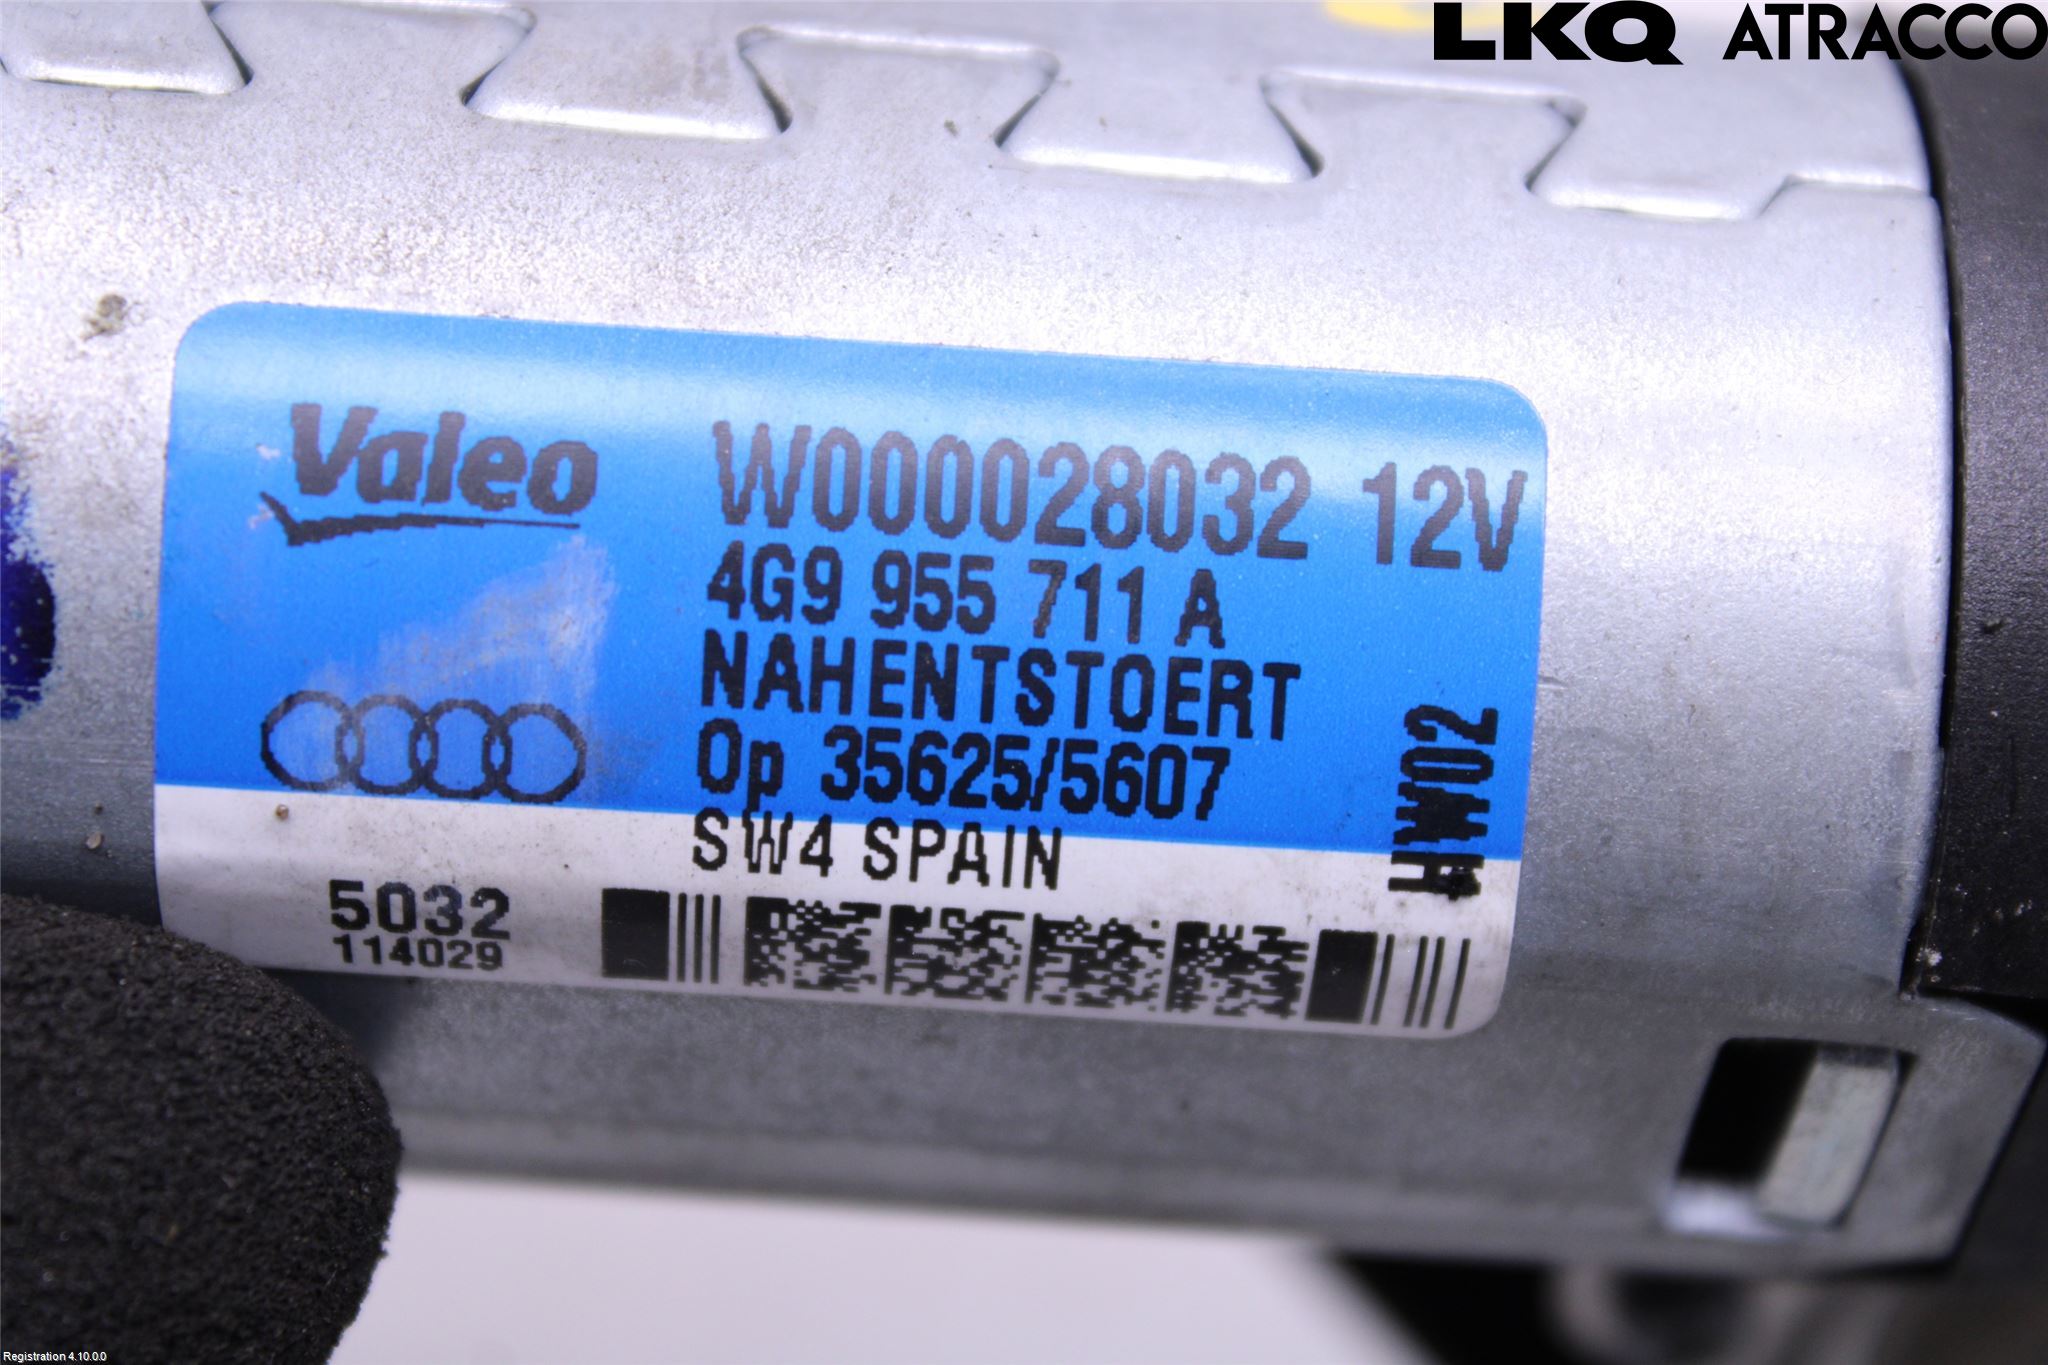 LKQ ATRACCO
Valeo
W000028032 12V
4G9 955 711 A
NAHENTSTOERT
Op 35625/5607
SW4 SPAIN
5032
114029
Registration 4.10.0.0